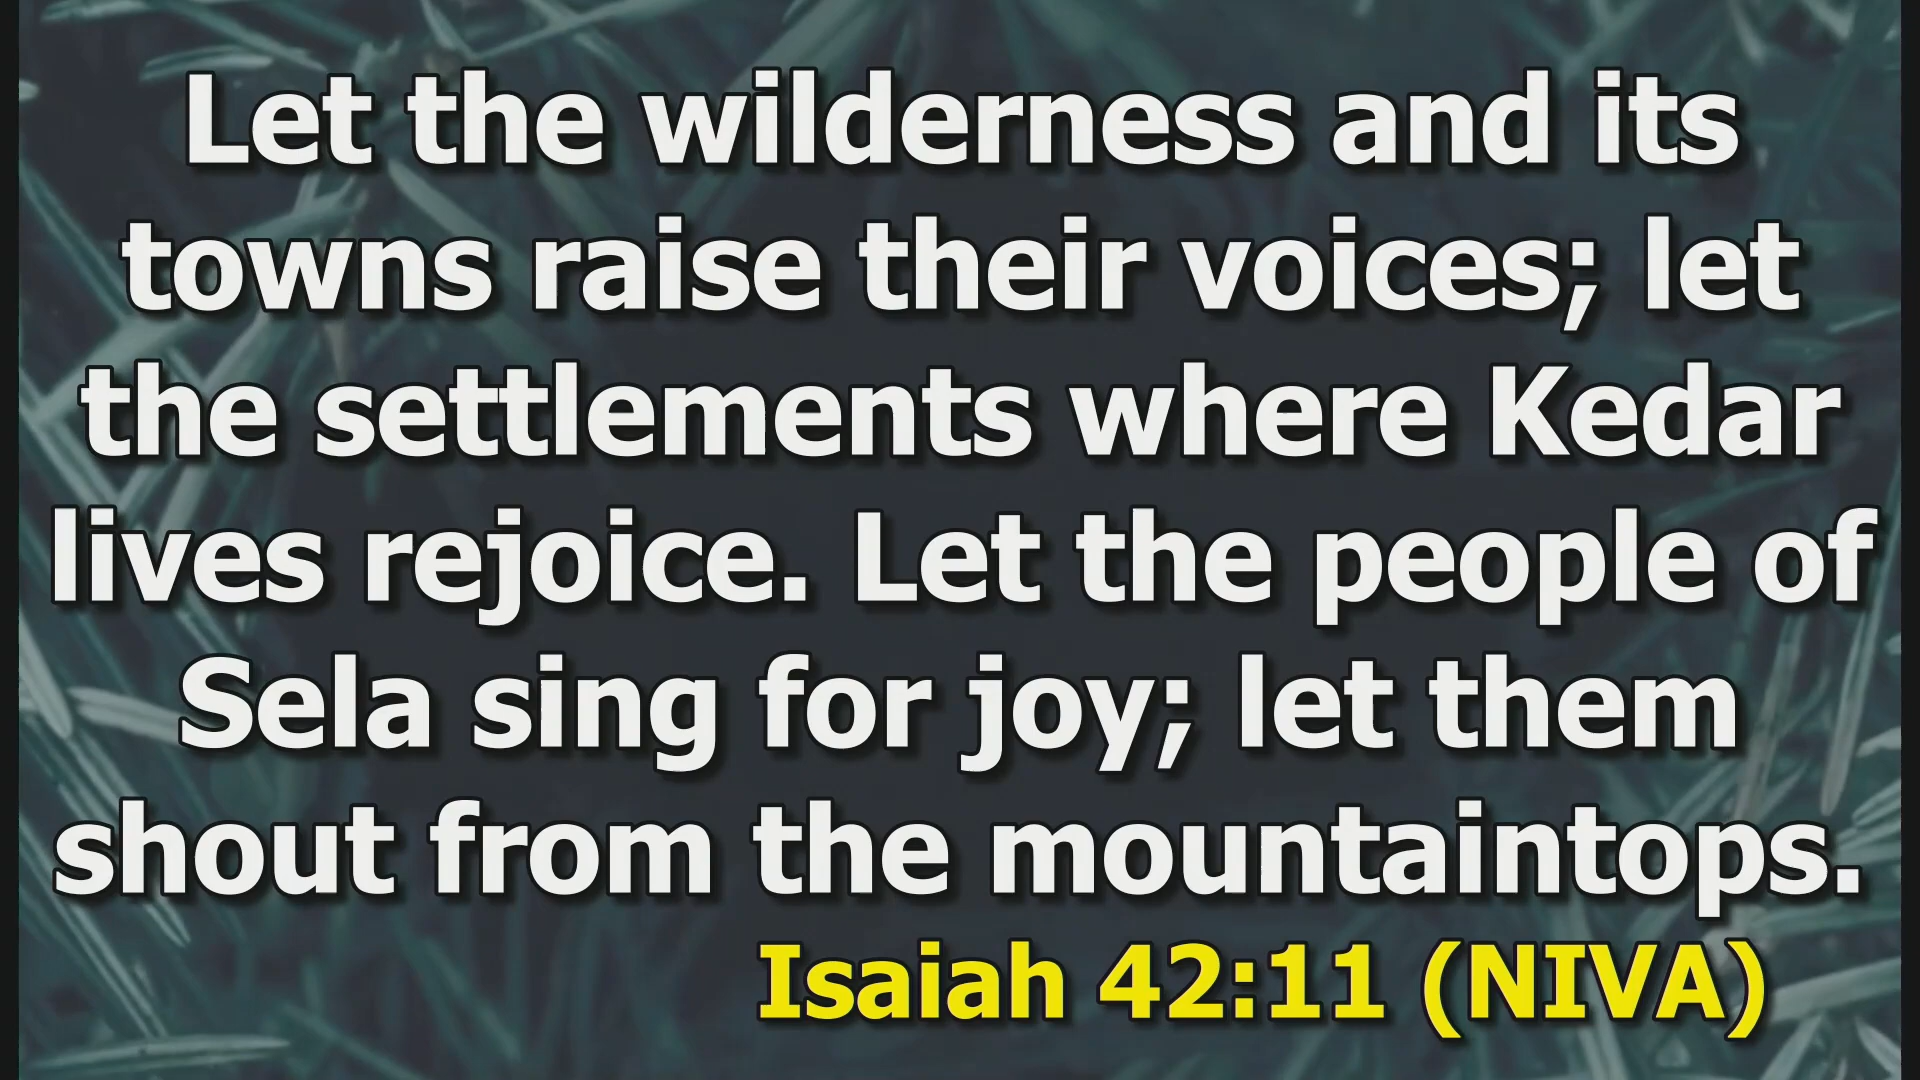 Let the wilderness and its
towns raise their voices; let
the settlements where Kedar
lives rejoice. Let the people of
Sela sing for joy; let them
shout from the mountaintops.
Isaiah 42:11 (NIVA)